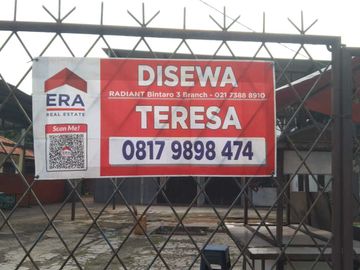 ERA
REAL ESTATE
Scan Me!
DISEWA
RADIANT Bintaro 3 Branch - 021 7388 8910
TERESA
0817 9898 474